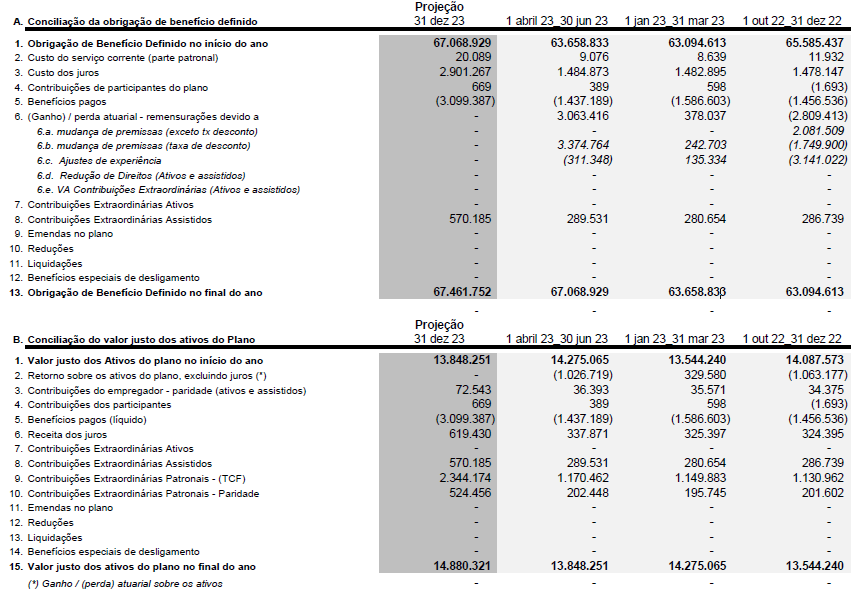 Projeção
A. Conciliação da obrigação de benefício definido 31 dez 23 1 abril 23_30 jun 23 1 jan 23_31 mar 23 1 out 22_31 dez 22
1. Obrigação de Benefício Definido no início do ano 67.068.929 63.658.833 63.094.613 65.585.437
2. Custo do serviço corrente (parte patronal) 20.089 9.076 8.639 11.932
3. Custo dos juros 2.901.267 1.484.873 1.482.895 1.478.147
4. Contribuições de participantes do plano 669 389 598 (1.693)
5. Benefícios pagos (3.099.387) (1.437.189) (1.586.603) (1.456.536)
6. (Ganho) / perda atuarial - remensurações devido a - 3.063.416 378.037 (2.809.413)
6.a. mudança de premissas (exceto tx desconto) - - - 2.081.509
6.b. mudança de premissas (taxa de desconto) - 3.374.764 242.703 (1.749.900)
6.c. Ajustes de experiência - (311.348) 135.334 (3.141.022)
6.d. Redução de Direitos (Ativos e assistidos) - - - -
6.e. VA Contribuições Extraordinárias (Ativos e assistidos) - - - -
7. Contribuições Extraordinárias Ativos - - - -
8. Contribuições Extraordinárias Assistidos 570.185 289.531 280.654 286.739
9. Emendas no plano - - - -
10. Reduções - - - -
11. Liquidações - - - -
12. Benefícios especiais de desligamento - - - -
13. Obrigação de Benefício Definido no final do ano 67.461.752 67.068.929 63.658.833 63.094.613
- - - -
Projeção
B. Conciliação do valor justo dos ativos do Plano 31 dez 23 1 abril 23_30 jun 23 1 jan 23_31 mar 23 1 out 22_31 dez 22
1. Valor justo dos Ativos do plano no início do ano 13.848.251 14.275.065 13.544.240 14.087.573
2. Retorno sobre os ativos do plano, excluindo juros (*) - (1.026.719) 329.580 (1.063.177)
3. Contribuições do empregador - paridade (ativos e assistidos) 72.543 36.393 35.571 34.375
4. Contribuições dos participantes 669 389 598 (1.693)
5. Benefícios pagos (líquido) (3.099.387) (1.437.189) (1.586.603) (1.456.536)
6. Receita dos juros 619.430 337.871 325.397 324.395
7. Contribuições Extraordinárias Ativos - - - -
8. Contribuições Extraordinárias Assistidos 570.185 289.531 280.654 286.739
9. Contribuições Extraordinárias Patronais - (TCF) 2.344.174 1.170.462 1.149.883 1.130.962
10. Contribuições Extraordinárias Patronais - Paridade 524.456 202.448 195.745 201.602
11. Emendas no plano - - - -
12. Reduções - - - -
13. Liquidações - - - -
14. Benefícios especiais de desligamento - - - -
15. Valor justo dos ativos do plano no final do ano 14.880.321 13.848.251 14.275.065 13.544.240
(*) Ganho / (perda) atuarial sobre os ativos - - - -